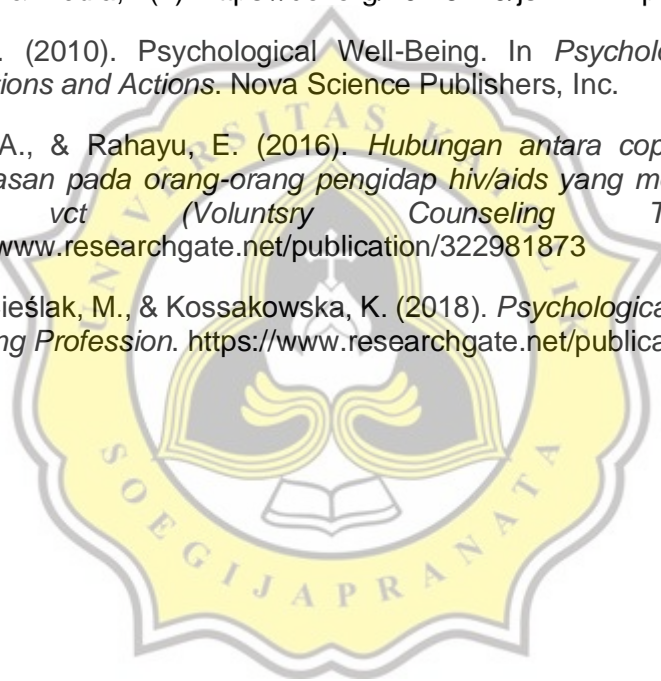 . (2010). Psychological Well-Being. In Psychol
tions and Actions. Nova Science Publishers, Inc.
A., & Rahayu, E. (2016). Hubungan antara cop
asan pada orang-orang pengidap hiv/aids yang m
vct (Voluntsry Counseling T
www.researchgate.net/publication/322981873
ieślak, M., & Kossakowska, K. (2018). Psychologica
ng Profession. https://www.researchgate.net/publica
UNIVERSITAS KATOLIK
SOEGIJAPRANATA